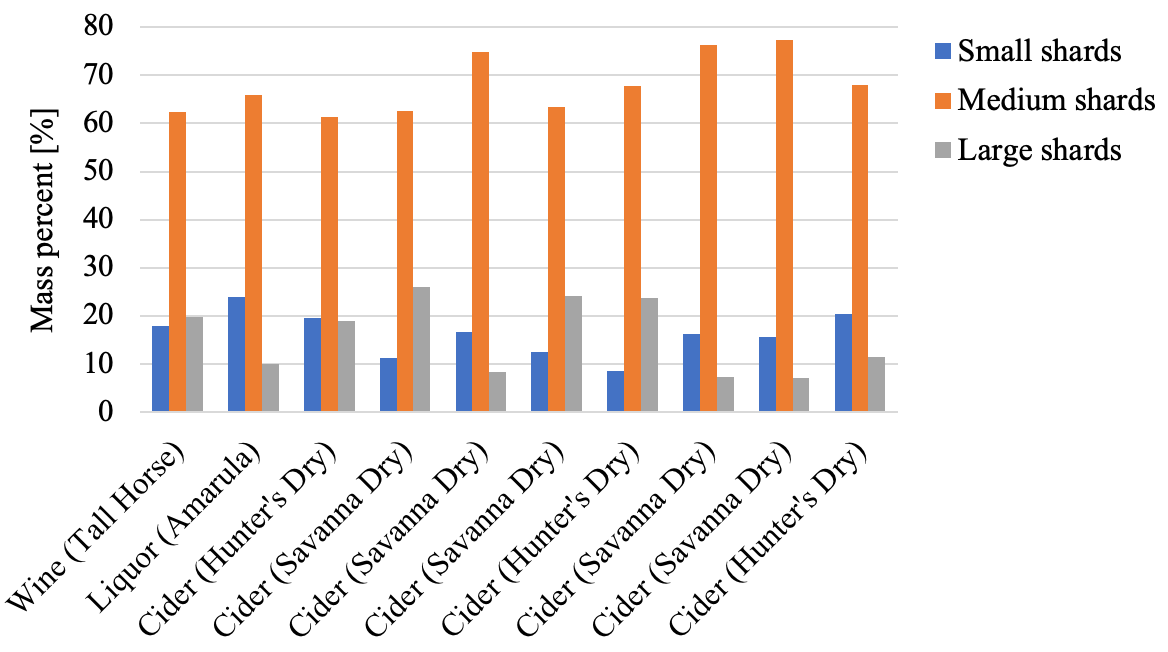 80
70
60
50
40
30
20
10
0
Mass percent [%]
Small shards
Medium shards
Large shards
Wine (Tall Horse)
Liquor (Amarula)
Cider (Hunter's Dry)
Cider (Savanna Dry)
Cider (Savanna Dry)
Cider (Savanna Dry)
Cider (Hunter's Dry)
Cider (Savanna Dry)
Cider (Savanna Dry)
Cider (Hunter's Dry)